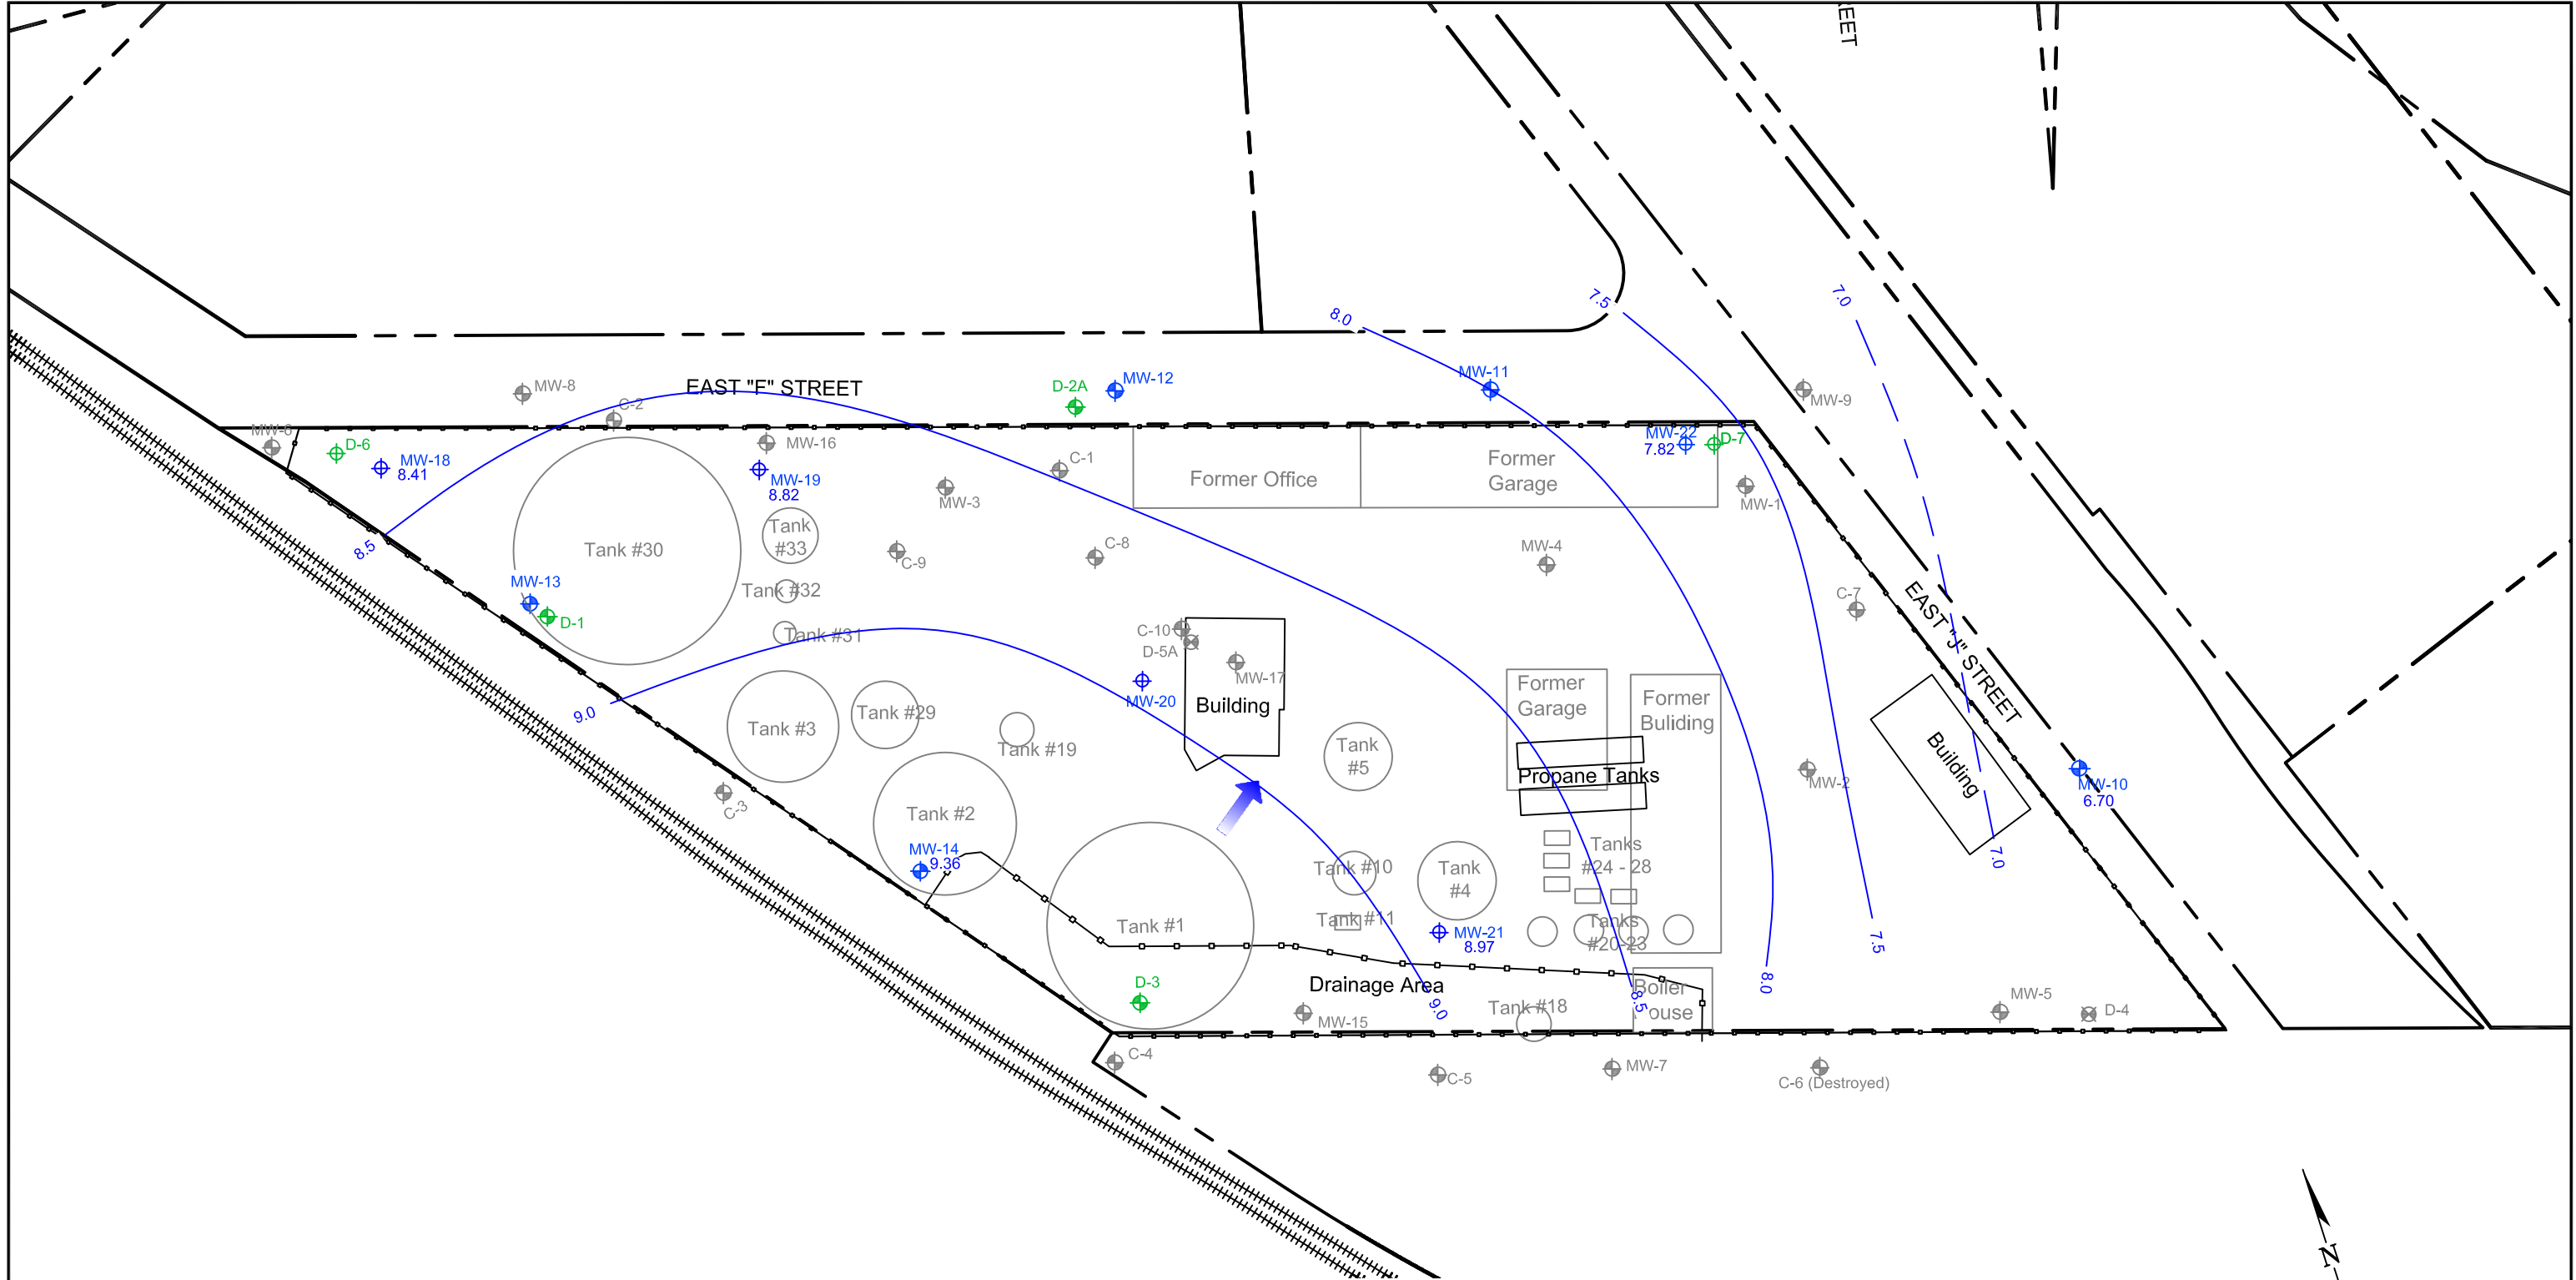 REET
7.0
7.5
8.0
MW-11
MW-12
D-2A
MW-8
EAST "F" STREET
C-2
MW-9
MW-6
D-6
MW-18
8.41
MW-16
MW-19
8.82
C-1
MW-3
Former Office
Former
Garage
MW-22
7.82
D-7
MW-1
Tank
#33
Tank #30
8.5
C-9
C-8
MW-4
MW-13
D-1
Tank #32
Tank #31
C-7
EAST "J" STREET
C-10
D-5A
MW-17
MW-20
Building
Former
Garage
Former
Buliding
9.0
Tank #3
Tank #29
Tank #19
Tank
#5
Propane Tanks
MW-2
Building
MW-10
6.70
C-3
Tank #2
MW-14
9.36
Tank #10
Tank
#4
Tanks
#24 - 28
7.0
Tank #1
Tank #11
MW-21
8.97
Tanks
#20-23
7.5
D-3
Drainage Area
9.0
Tank #18
8.5
Boiler
House
8.0
MW-15
MW-5
D-4
C-4
C-5
MW-7
C-6 (Destroyed)
N